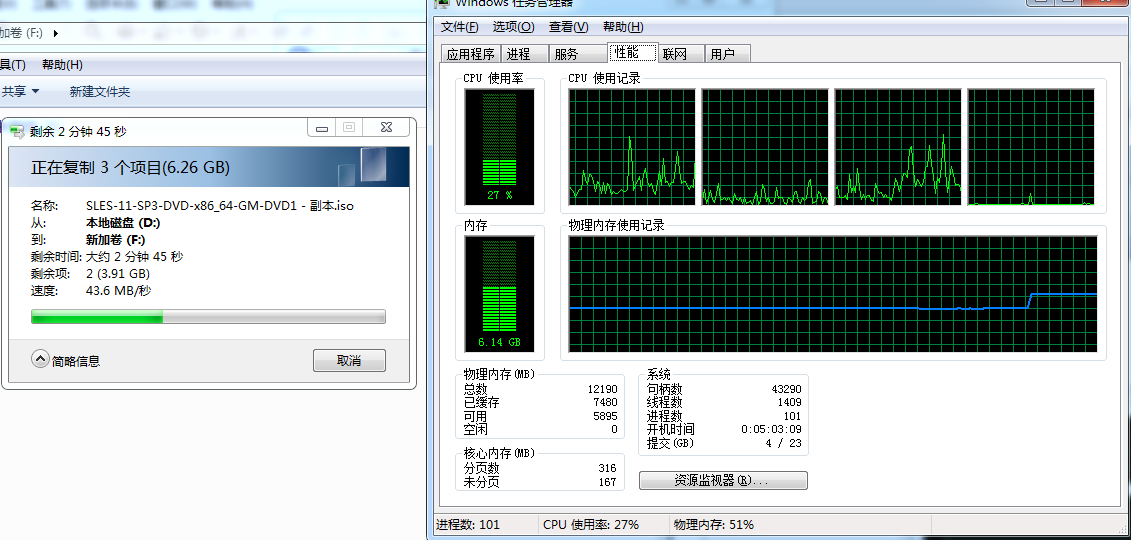 加卷 (F:)
具(T) 帮助(H)
共享 新建文件夹
剩余 2 分钟 45 秒
正在复制 3 个项目(6.26 GB)
名称: SLES-11-SP3-DVD-x86_64-GM-DVD1 - 副本.iso
从: 本地磁盘 (D:)
到: 新加卷 (F:)
剩余时间: 大约 2 分钟 45 秒
剩余项: 2 (3.91 GB)
速度: 43.6 MB/秒
简略信息 取消
Windows 任务管理器
文件(F) 选项(O) 查看(V) 帮助(H)
应用程序 进程 服务 性能 联网 用户
CPU 使用率 CPU 使用记录
27 %
内存 物理内存使用记录
6.14 GB
物理内存(MB)
总数 12190
已缓存 7480
可用 5895
空闲 0
核心内存(MB)
分页数 316
未分页 167
系统
句柄数 43290
线程数 1409
进程数 101
开机时间 0:05:03:09
提交(GB) 4 / 23
资源监视器(R)...
进程数: 101 CPU 使用率: 27% 物理内存: 51%